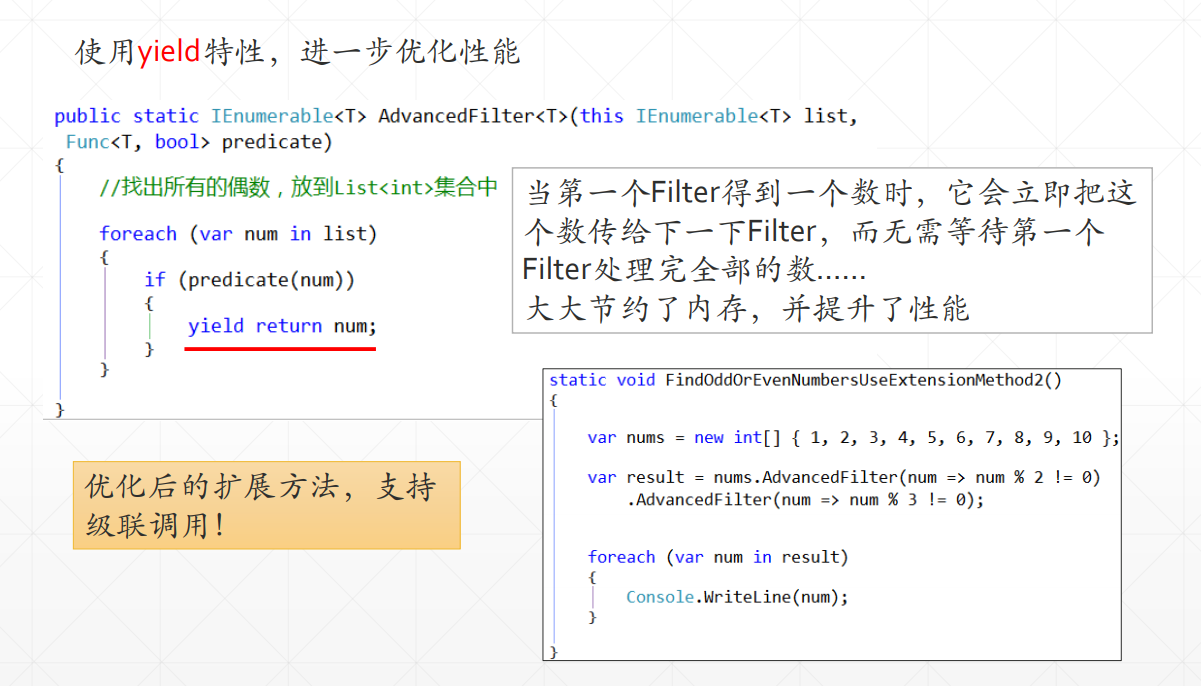 使用yield特性，进一步优化性能
public static IEnumerable<T> AdvancedFilter<T>(this IEnumerable<T> list,
Func<T, bool> predicate)
{
//找出所有的偶数，放到List<int>集合中
foreach (var num in list)
{
if (predicate(num))
{
yield return num;
}
}
}
当第一个Filter得到一个数时，它会立即把这
个数传给下一下Filter，而无需等待第一个
Filter处理完全部的数……
大大节约了内存，并提升了性能
优化后的扩展方法，支持
级联调用！
static void FindOddOrEvenNumbersUseExtensionMethod2()
{
var nums = new int[] { 1, 2, 3, 4, 5, 6, 7, 8, 9, 10 };
var result = nums.AdvancedFilter(num => num % 2 != 0)
.AdvancedFilter(num => num % 3 != 0);
foreach (var num in result)
{
Console.WriteLine(num);
}
}